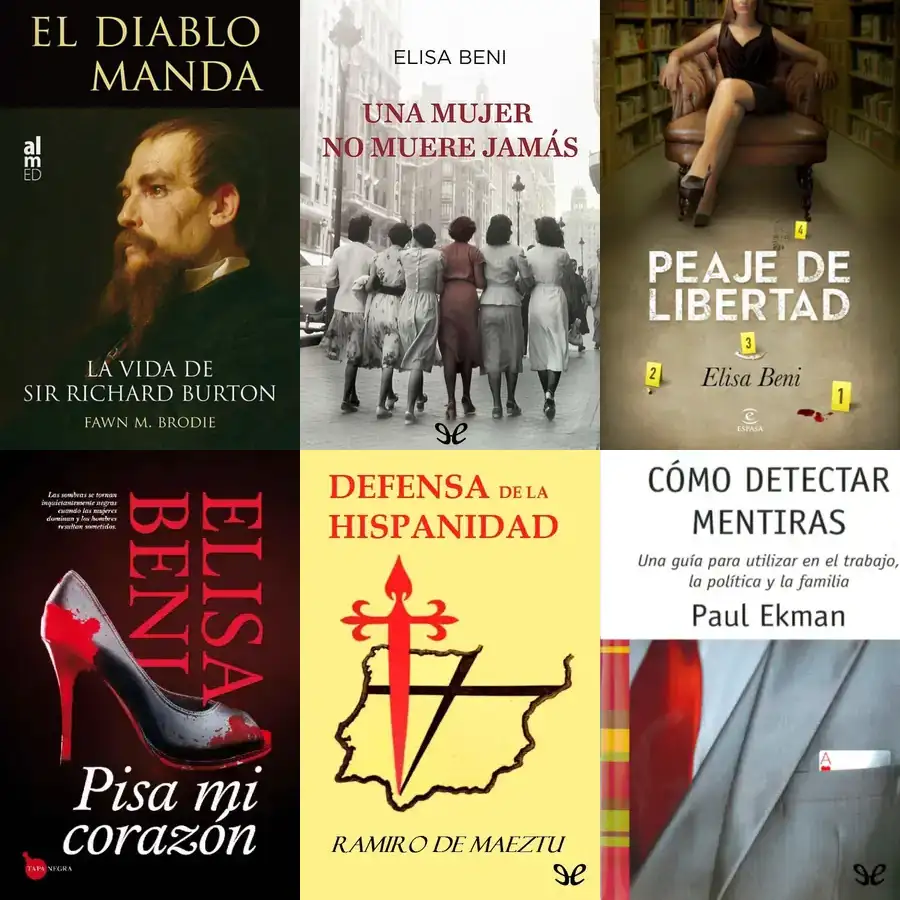 EL DIABLO
MANDA
al
m
ED
LA VIDA DE
SIR RICHARD BURTON
FAWN M. BRODIE
ELISA BENI
UNA MUJER
NO MUERE JAMÁS
4
PEAJE DE
LIBERTAD
3
2
Elisa Beni
1
ESPASA
Las sombras se tornan
inquietantemente negras
cuando las mujeres
dominan y los hombres
resultan sometidos.
ELISA
BENI
Pisa mi
corazón
TAPA NEGRA
DEFENSA DE LA
HISPANIDAD
RAMIRO DE MAEZTU
CÓMO DETECTAR
MENTIRAS
Una guía para utilizar en el trabajo,
la política y la familia
Paul Ekman
A